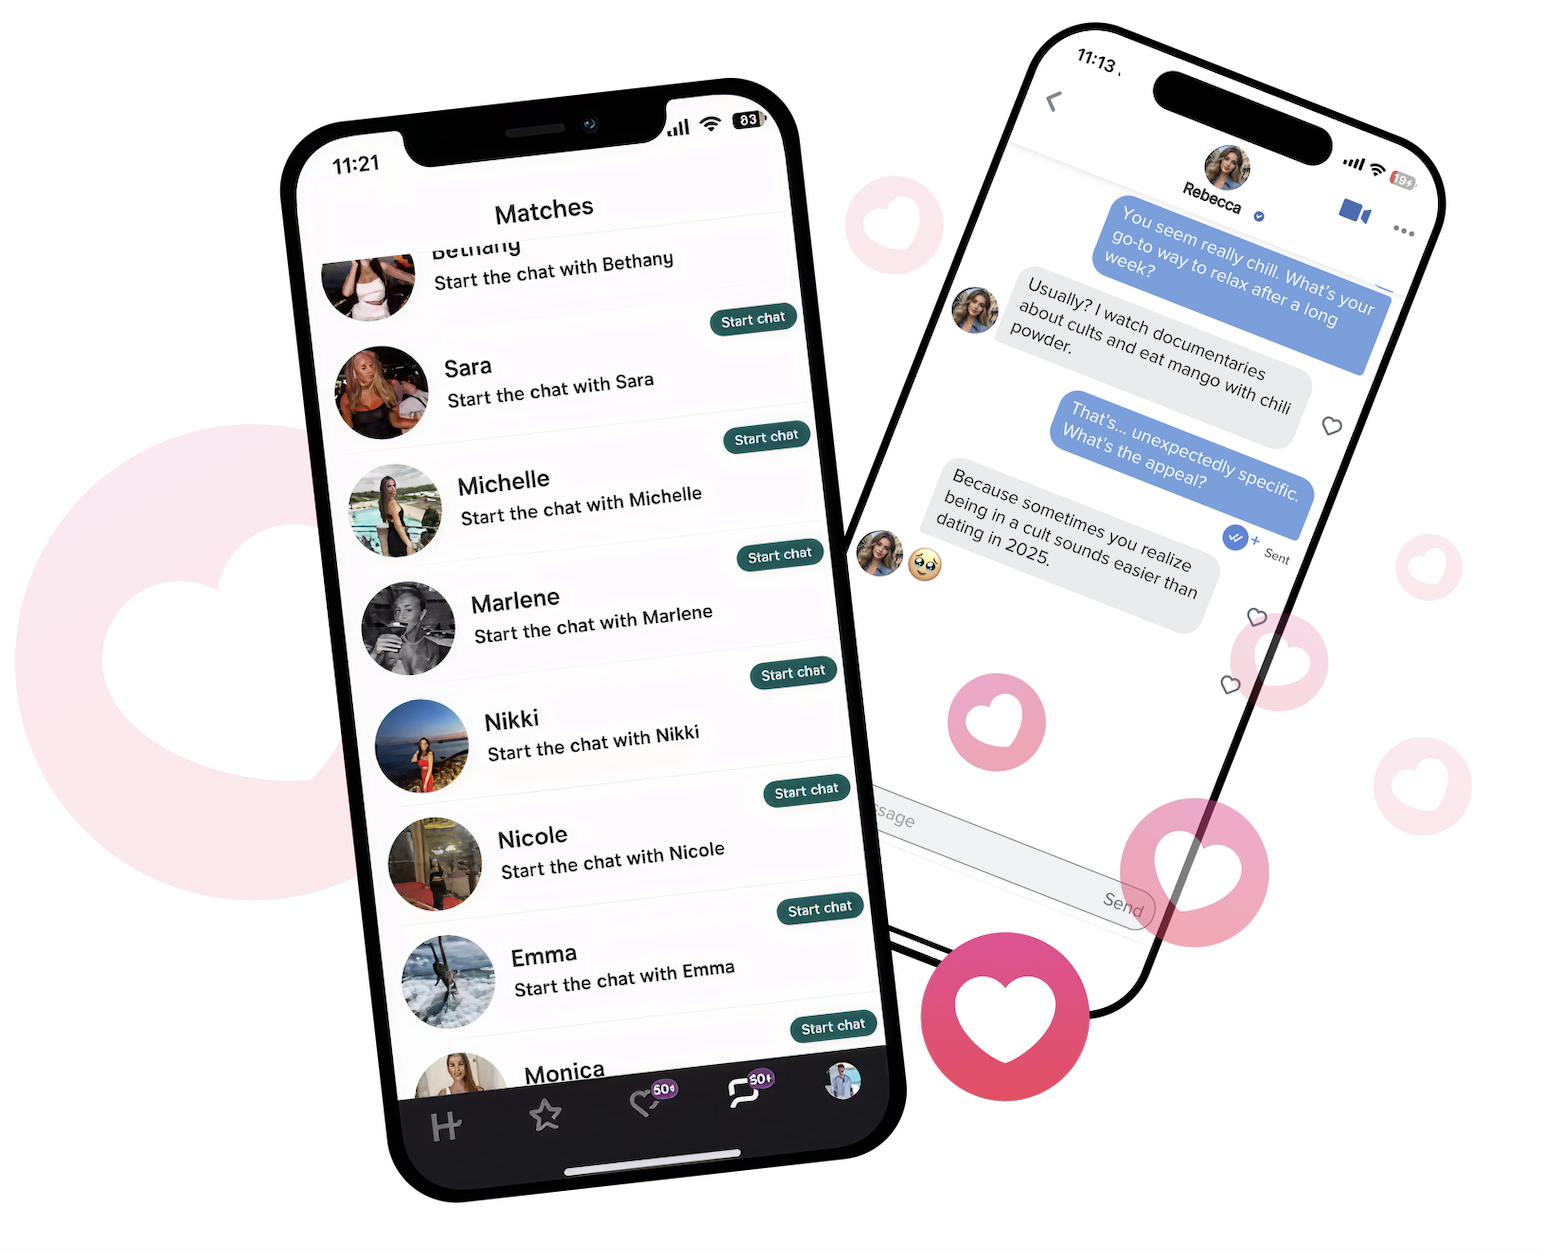 11:21
83
Matches
Bethany
Start the chat with Bethany
Start chat
Sara
Start the chat with Sara
Start chat
Michelle
Start the chat with Michelle
Start chat
Marlene
Start the chat with Marlene
Start chat
Nikki
Start the chat with Nikki
Start chat
Nicole
Start the chat with Nicole
Start chat
Emma
Start the chat with Emma
Start chat
Monica
H
50+
50+
11:13
19
Rebecca
You seem really chill. What's your
go-to way to relax after a long
week?
Usually? I watch documentaries
about cults and eat mango with chili
powder.
That's... unexpectedly specific.
What's the appeal?
Sent
Because sometimes you realize
being in a cult sounds easier than
dating in 2025.
ssage
Send